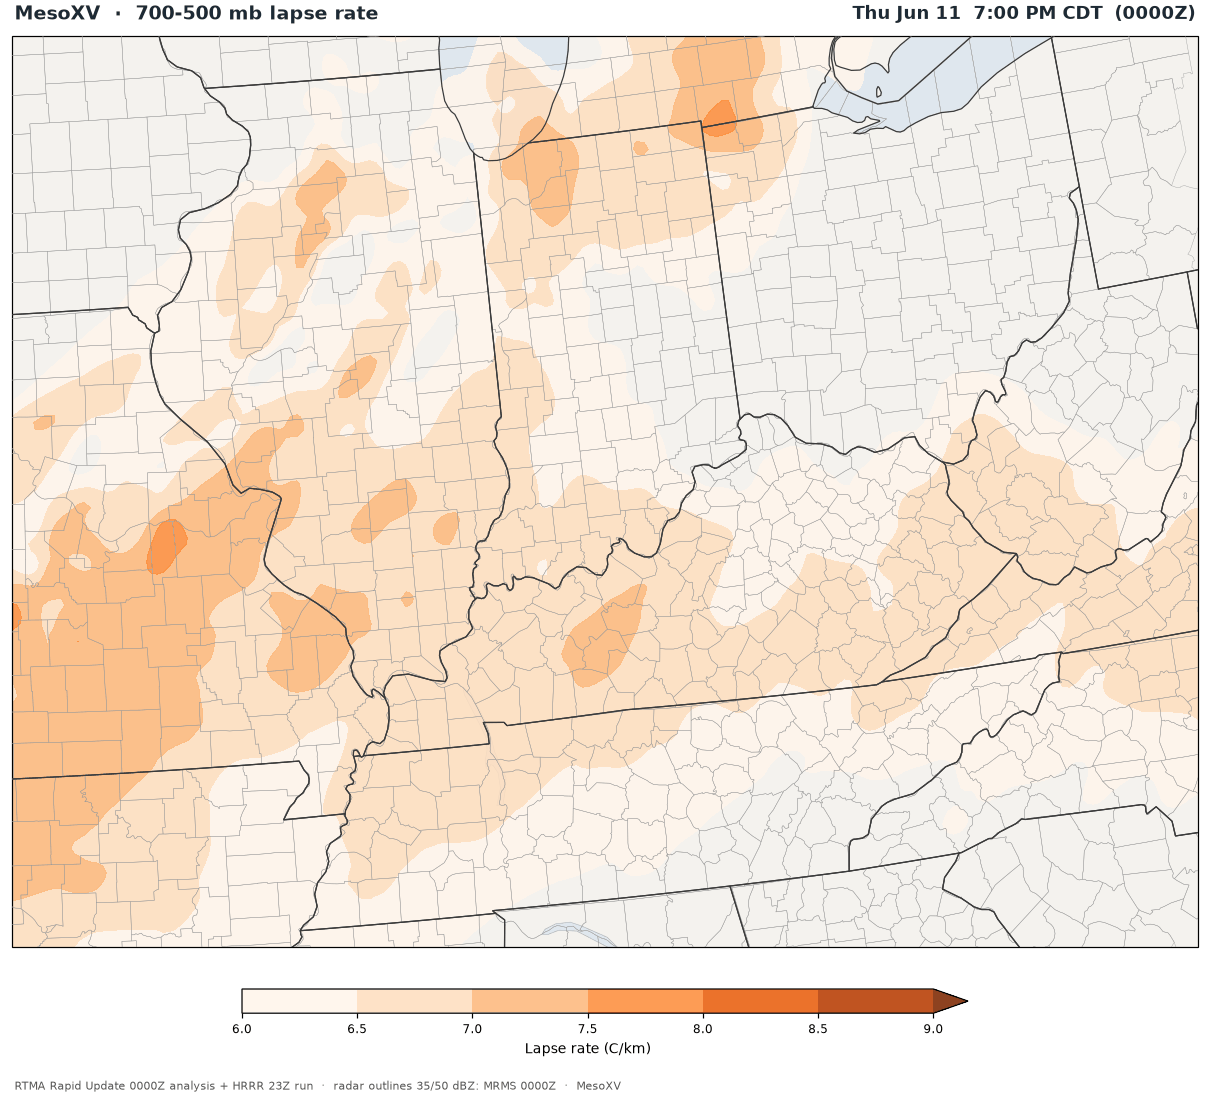 MesoXV · 700-500 mb lapse rate
Thu Jun 11 7:00 PM CDT (0000Z)
6.0 6.5 7.0 7.5 8.0 8.5 9.0
Lapse rate (C/km)
RTMA Rapid Update 0000Z analysis + HRRR 23Z run · radar outlines 35/50 dBZ: MRMS 0000Z · MesoXV